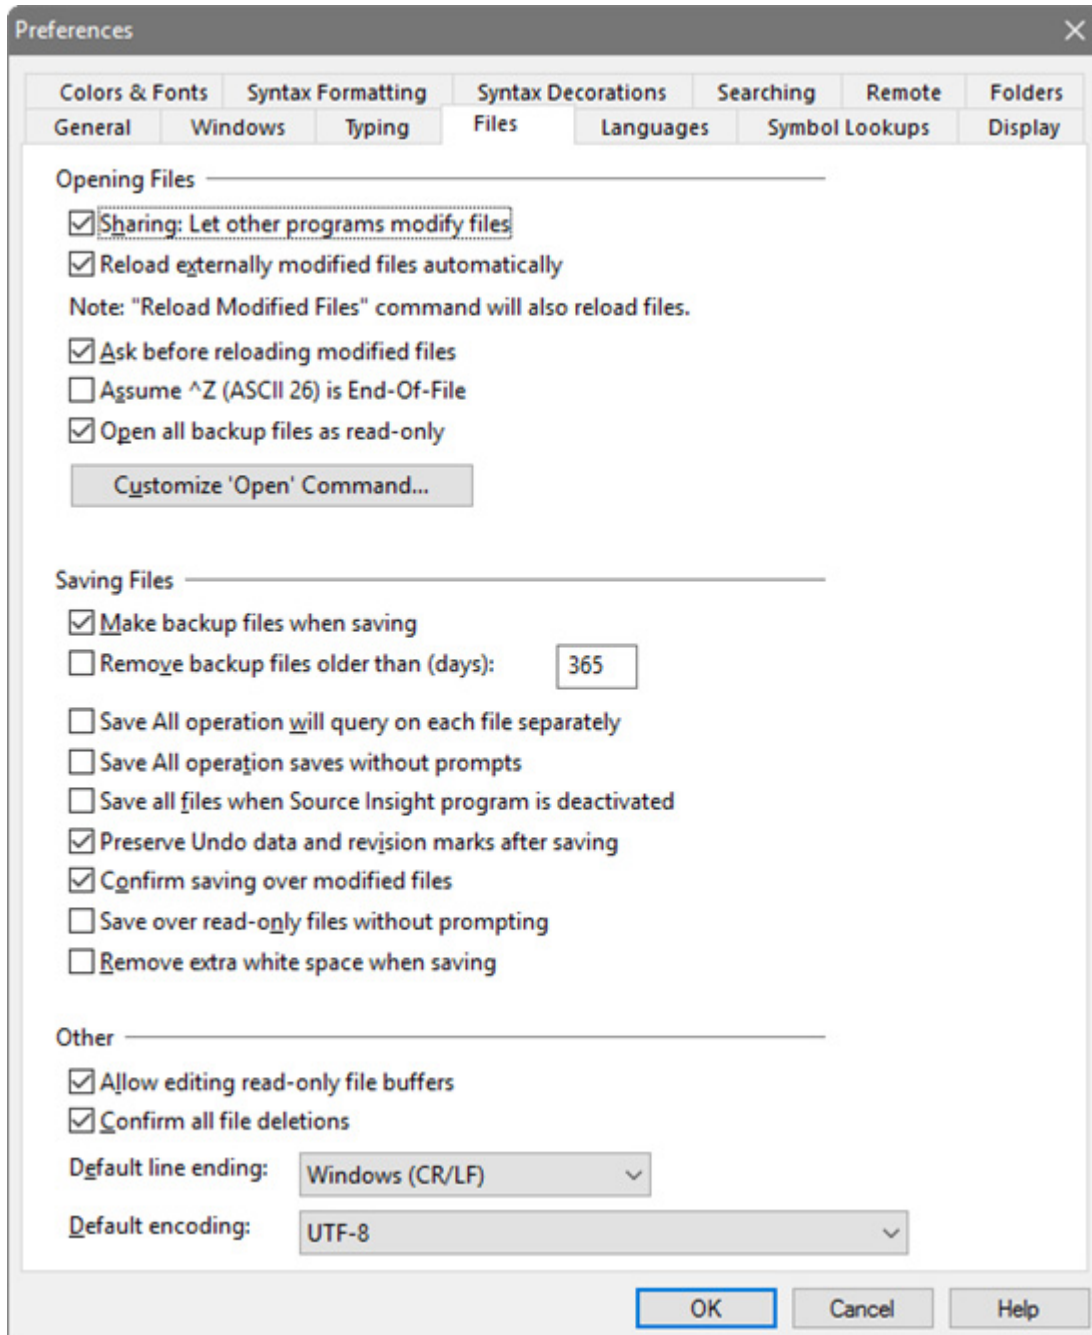 Preferences
Colors & Fonts Syntax Formatting Syntax Decorations Searching Remote Folders
General Windows Typing Files Languages Symbol Lookups Display
Opening Files
Sharing: Let other programs modify files
Reload externally modified files automatically
Note: "Reload Modified Files" command will also reload files.
Ask before reloading modified files
Assume ^Z (ASCII 26) is End-Of-File
Open all backup files as read-only
Customize 'Open' Command...
Saving Files
Make backup files when saving
Remove backup files older than (days): 365
Save All operation will query on each file separately
Save All operation saves without prompts
Save all files when Source Insight program is deactivated
Preserve Undo data and revision marks after saving
Confirm saving over modified files
Save over read-only files without prompting
Remove extra white space when saving
Other
Allow editing read-only file buffers
Confirm all file deletions
Default line ending: Windows (CR/LF)
Default encoding: UTF-8
OK Cancel Help